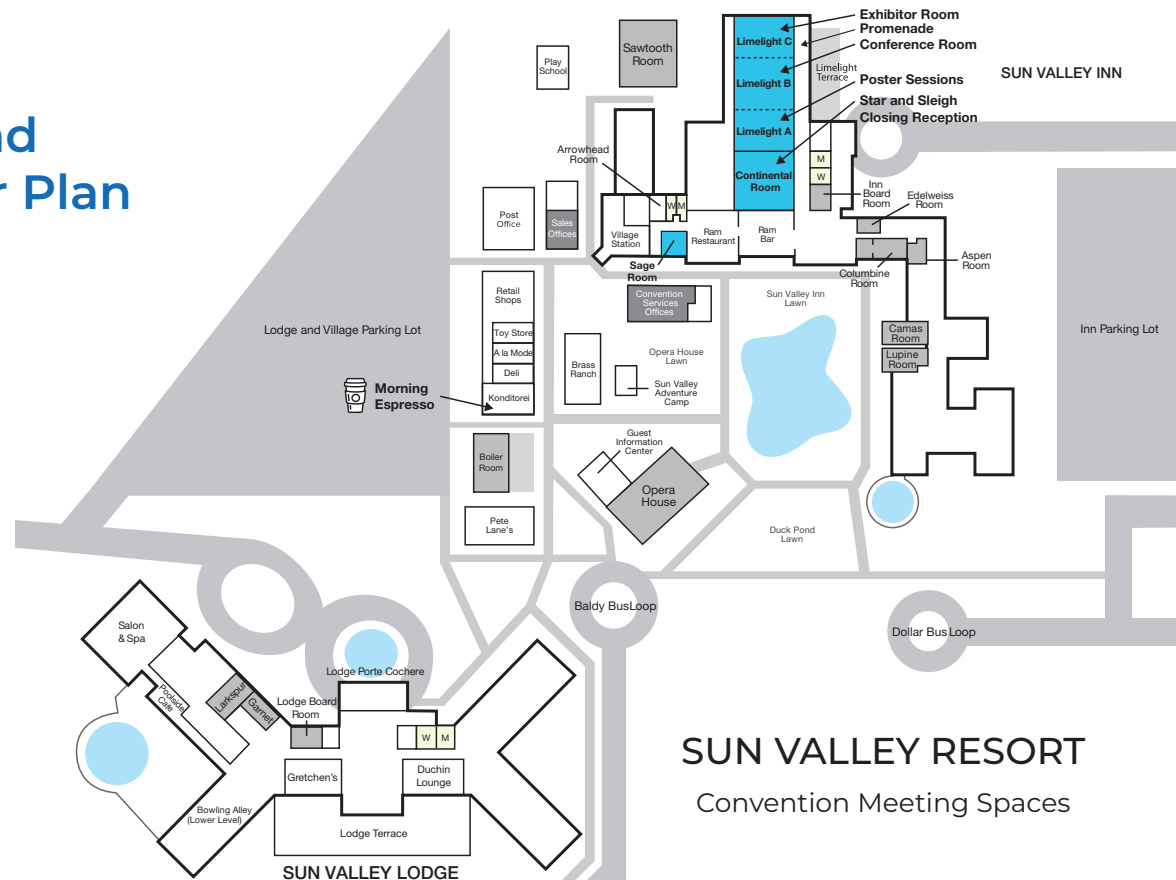 nd
r Plan
Exhibitor Room
Promenade
Conference Room
Poster Sessions
Star and Sleigh
Closing Reception
SUN VALLEY INN
Limelight C
Limelight B
Limelight A
Continental
Room
Limelight
Terrace
Sawtooth
Room
Play
School
Arrowhead
Room
M
W
Inn
Board
Room
Edelweiss
Room
Post
Office
Sales
Offices
W M
Village
Station
Ram
Restaurant
Ram
Bar
Sage
Room
Columbine
Room
Aspen
Room
Retail
Shops
Convention
Services
Offices
Sun Valley Inn
Lawn
Lodge and Village Parking Lot
Toy Store
A la Mode
Deli
Konditorei
Brass
Ranch
Opera House
Lawn
Sun Valley
Adventure
Camp
Camas
Room
Lupine
Room
Inn Parking Lot
Morning
Espresso
Guest
Information
Center
Boiler
Room
Opera
House
Pete
Lane's
Duck Pond
Lawn
Baldy Bus Loop
Dollar Bus Loop
Salon
& Spa
Lodge Porte Cochere
Poolside
Cafe
Larkspur
Garnet
Lodge Board
Room
W M
Gretchen's
Duchin
Lounge
Bowling Alley
(Lower Level)
Lodge Terrace
SUN VALLEY LODGE
SUN VALLEY RESORT
Convention Meeting Spaces